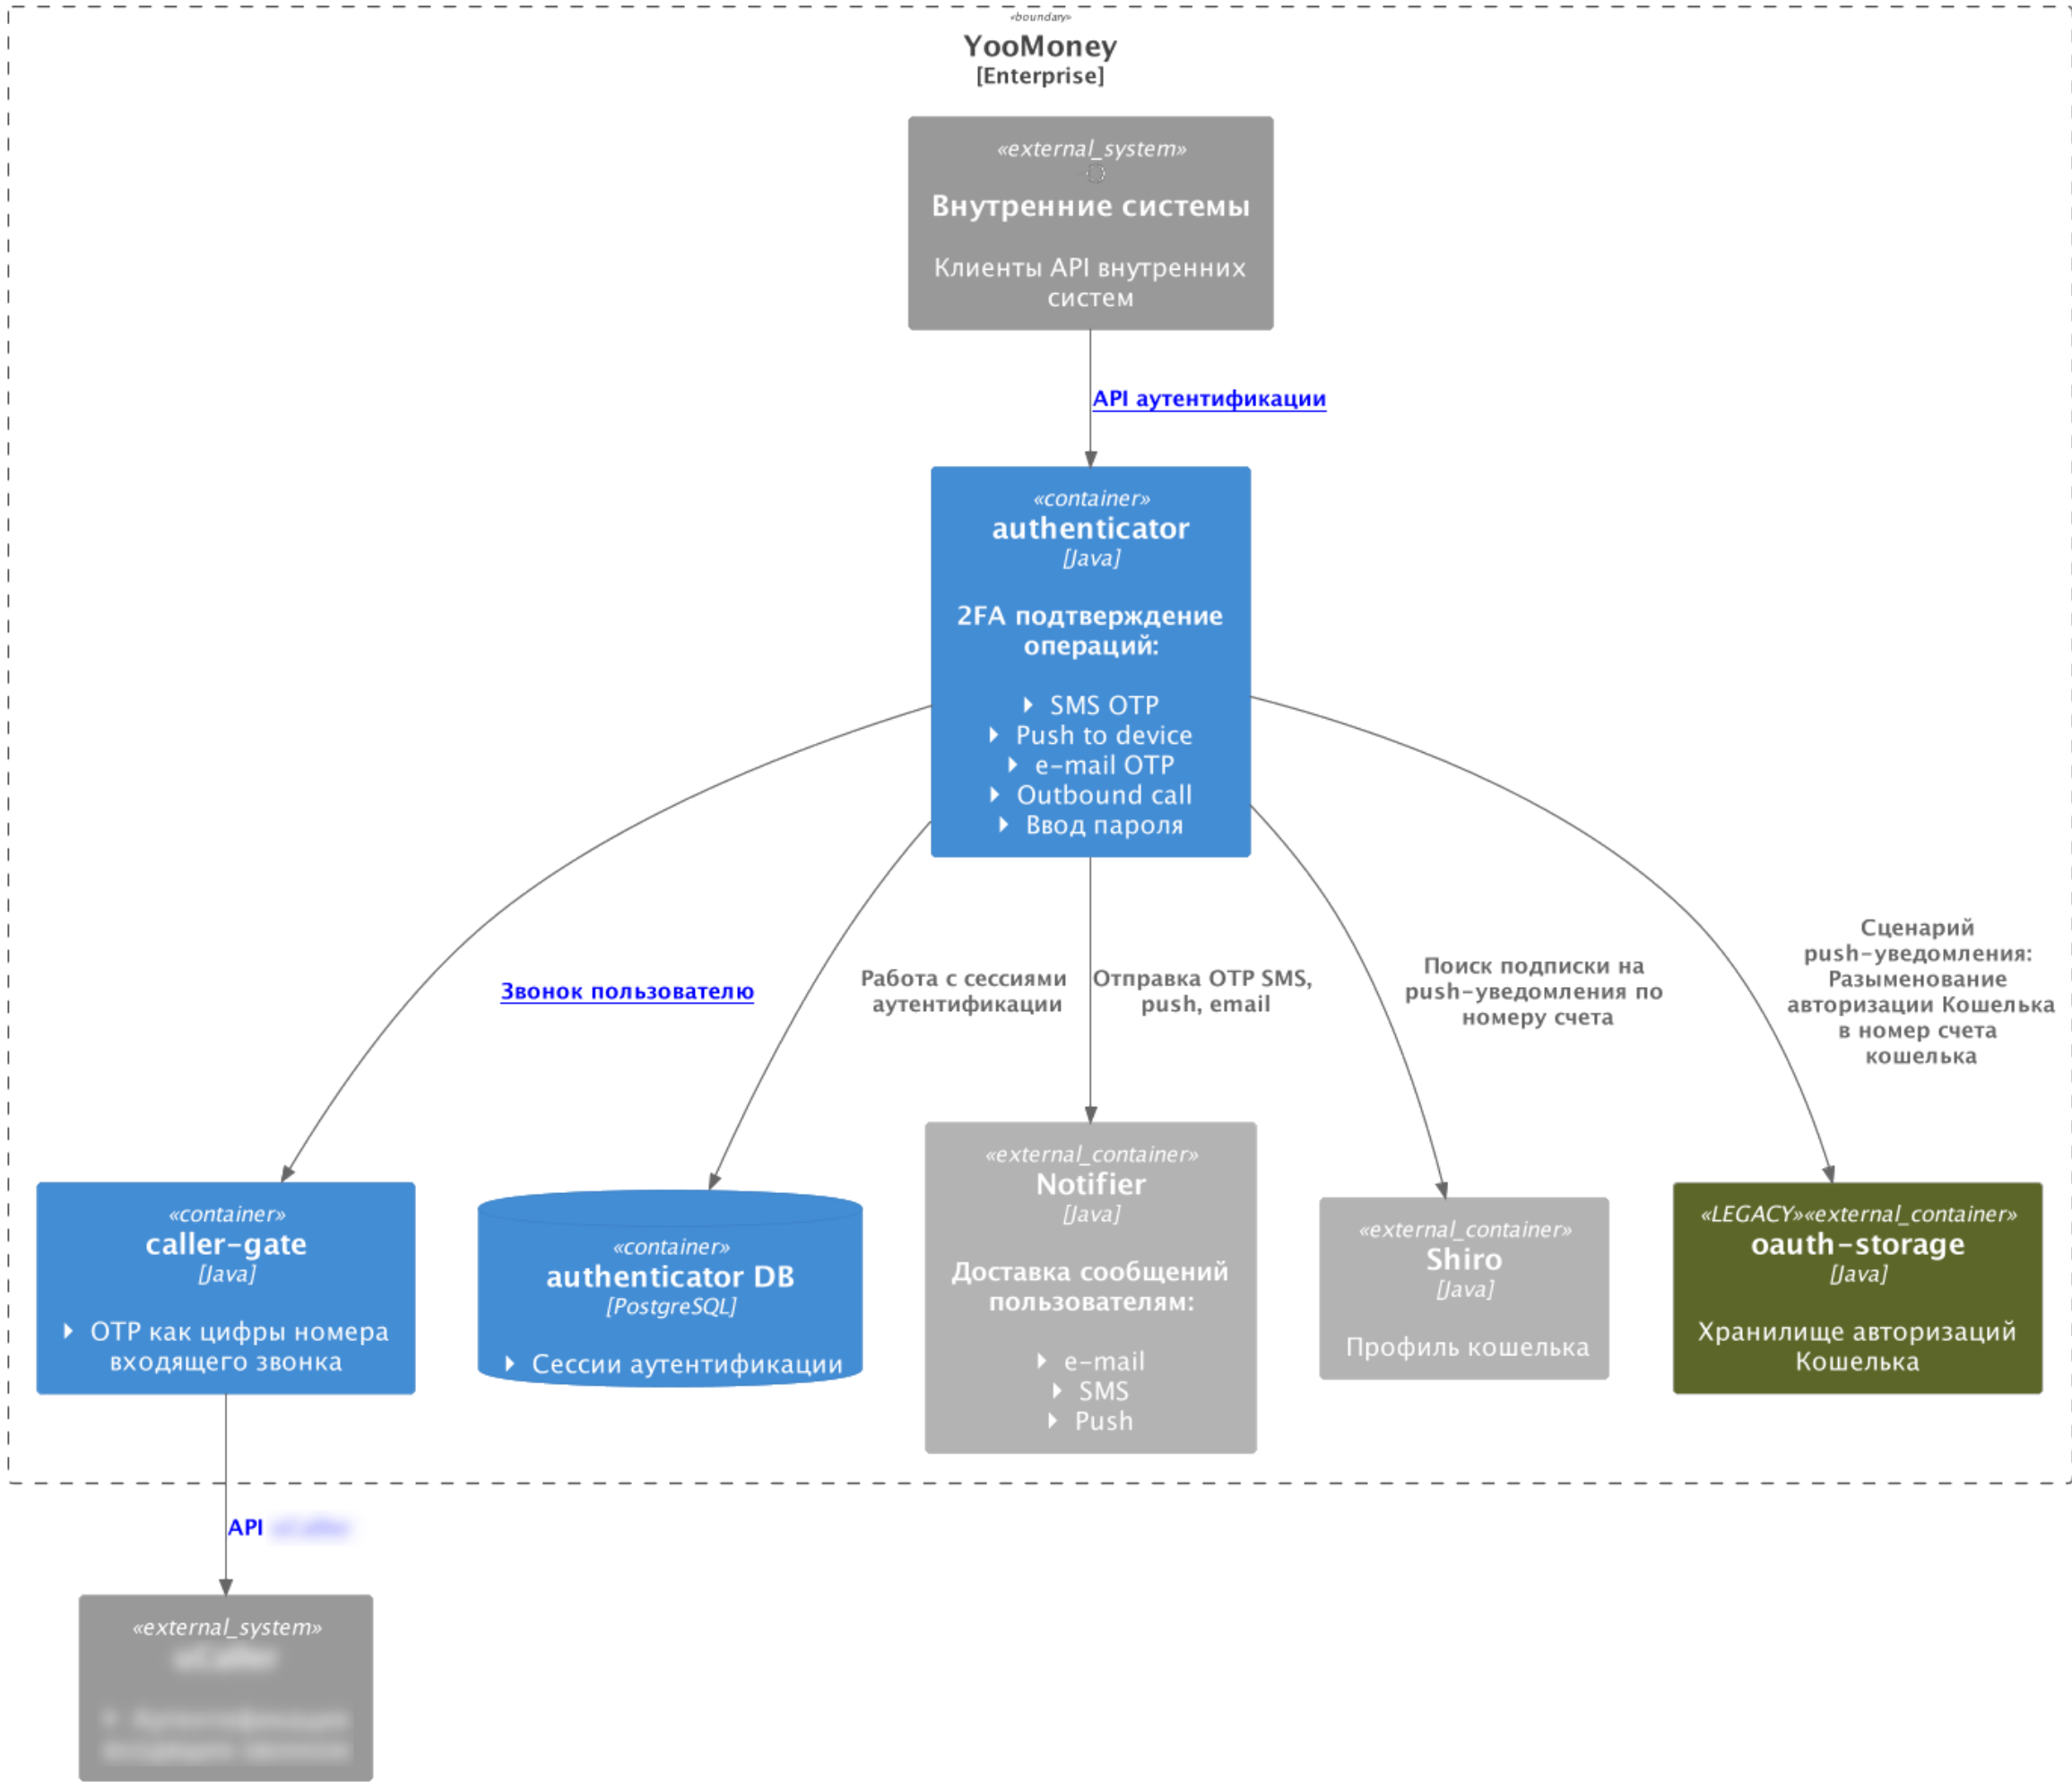 «boundary»
YooMoney
[Enterprise]
«external_system»
Внутренние системы
Клиенты API внутренних
систем
API аутентификации
«container»
authenticator
[Java]
2FA подтверждение
операций:
SMS OTP
Push to device
e-mail OTP
Outbound call
Ввод пароля
Звонок пользователю
Работа с сессиями
аутентификации
Отправка OTP SMS,
push, email
Поиск подписки на
push-уведомления по
номеру счета
Сценарий
push-уведомления:
Разыменование
авторизации Кошелька
в номер счета
кошелька
«container»
caller-gate
[Java]
OTP как цифры номера
входящего звонка
«container»
authenticator DB
[PostgreSQL]
Сессии аутентификации
«external_container»
Notifier
[Java]
Доставка сообщений
пользователям:
e-mail
SMS
Push
«external_container»
Shiro
[Java]
Профиль кошелька
«LEGACY»«external_container»
oauth-storage
[Java]
Хранилище авторизаций
Кошелька
API
«external_system»